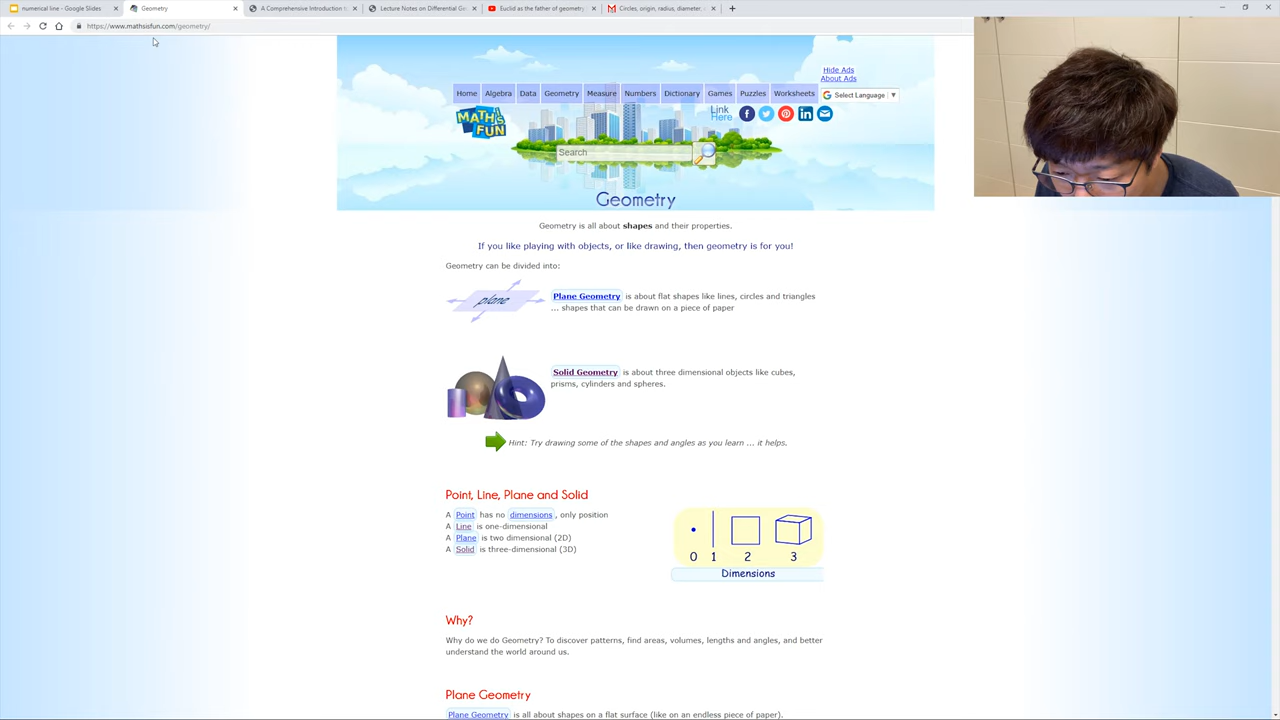 numerical line - Google Slides
Geometry
A Comprehensive Introduction to
Lecture Notes on Differential Ge
Euclid as the father of geometry
Circles, origin, radius, diameter,
https://www.mathsisfun.com/geometry/
Hide Ads
About Ads
Home Algebra Data Geometry Measure Numbers Dictionary Games Puzzles Worksheets
Select Language
MATHS FUN
Link Here
Search
Geometry
Geometry is all about shapes and their properties.
If you like playing with objects, or like drawing, then geometry is for you!
Geometry can be divided into:
plane
Plane Geometry is about flat shapes like lines, circles and triangles
... shapes that can be drawn on a piece of paper
Solid Geometry is about three dimensional objects like cubes,
prisms, cylinders and spheres.
Hint: Try drawing some of the shapes and angles as you learn ... it helps.
Point, Line, Plane and Solid
A Point has no dimensions, only position
A Line is one-dimensional
A Plane is two dimensional (2D)
A Solid is three-dimensional (3D)
0 1 2 3
Dimensions
Why?
Why do we do Geometry? To discover patterns, find areas, volumes, lengths and angles, and better
understand the world around us.
Plane Geometry
Plane Geometry is all about shapes on a flat surface (like on an endless piece of paper).